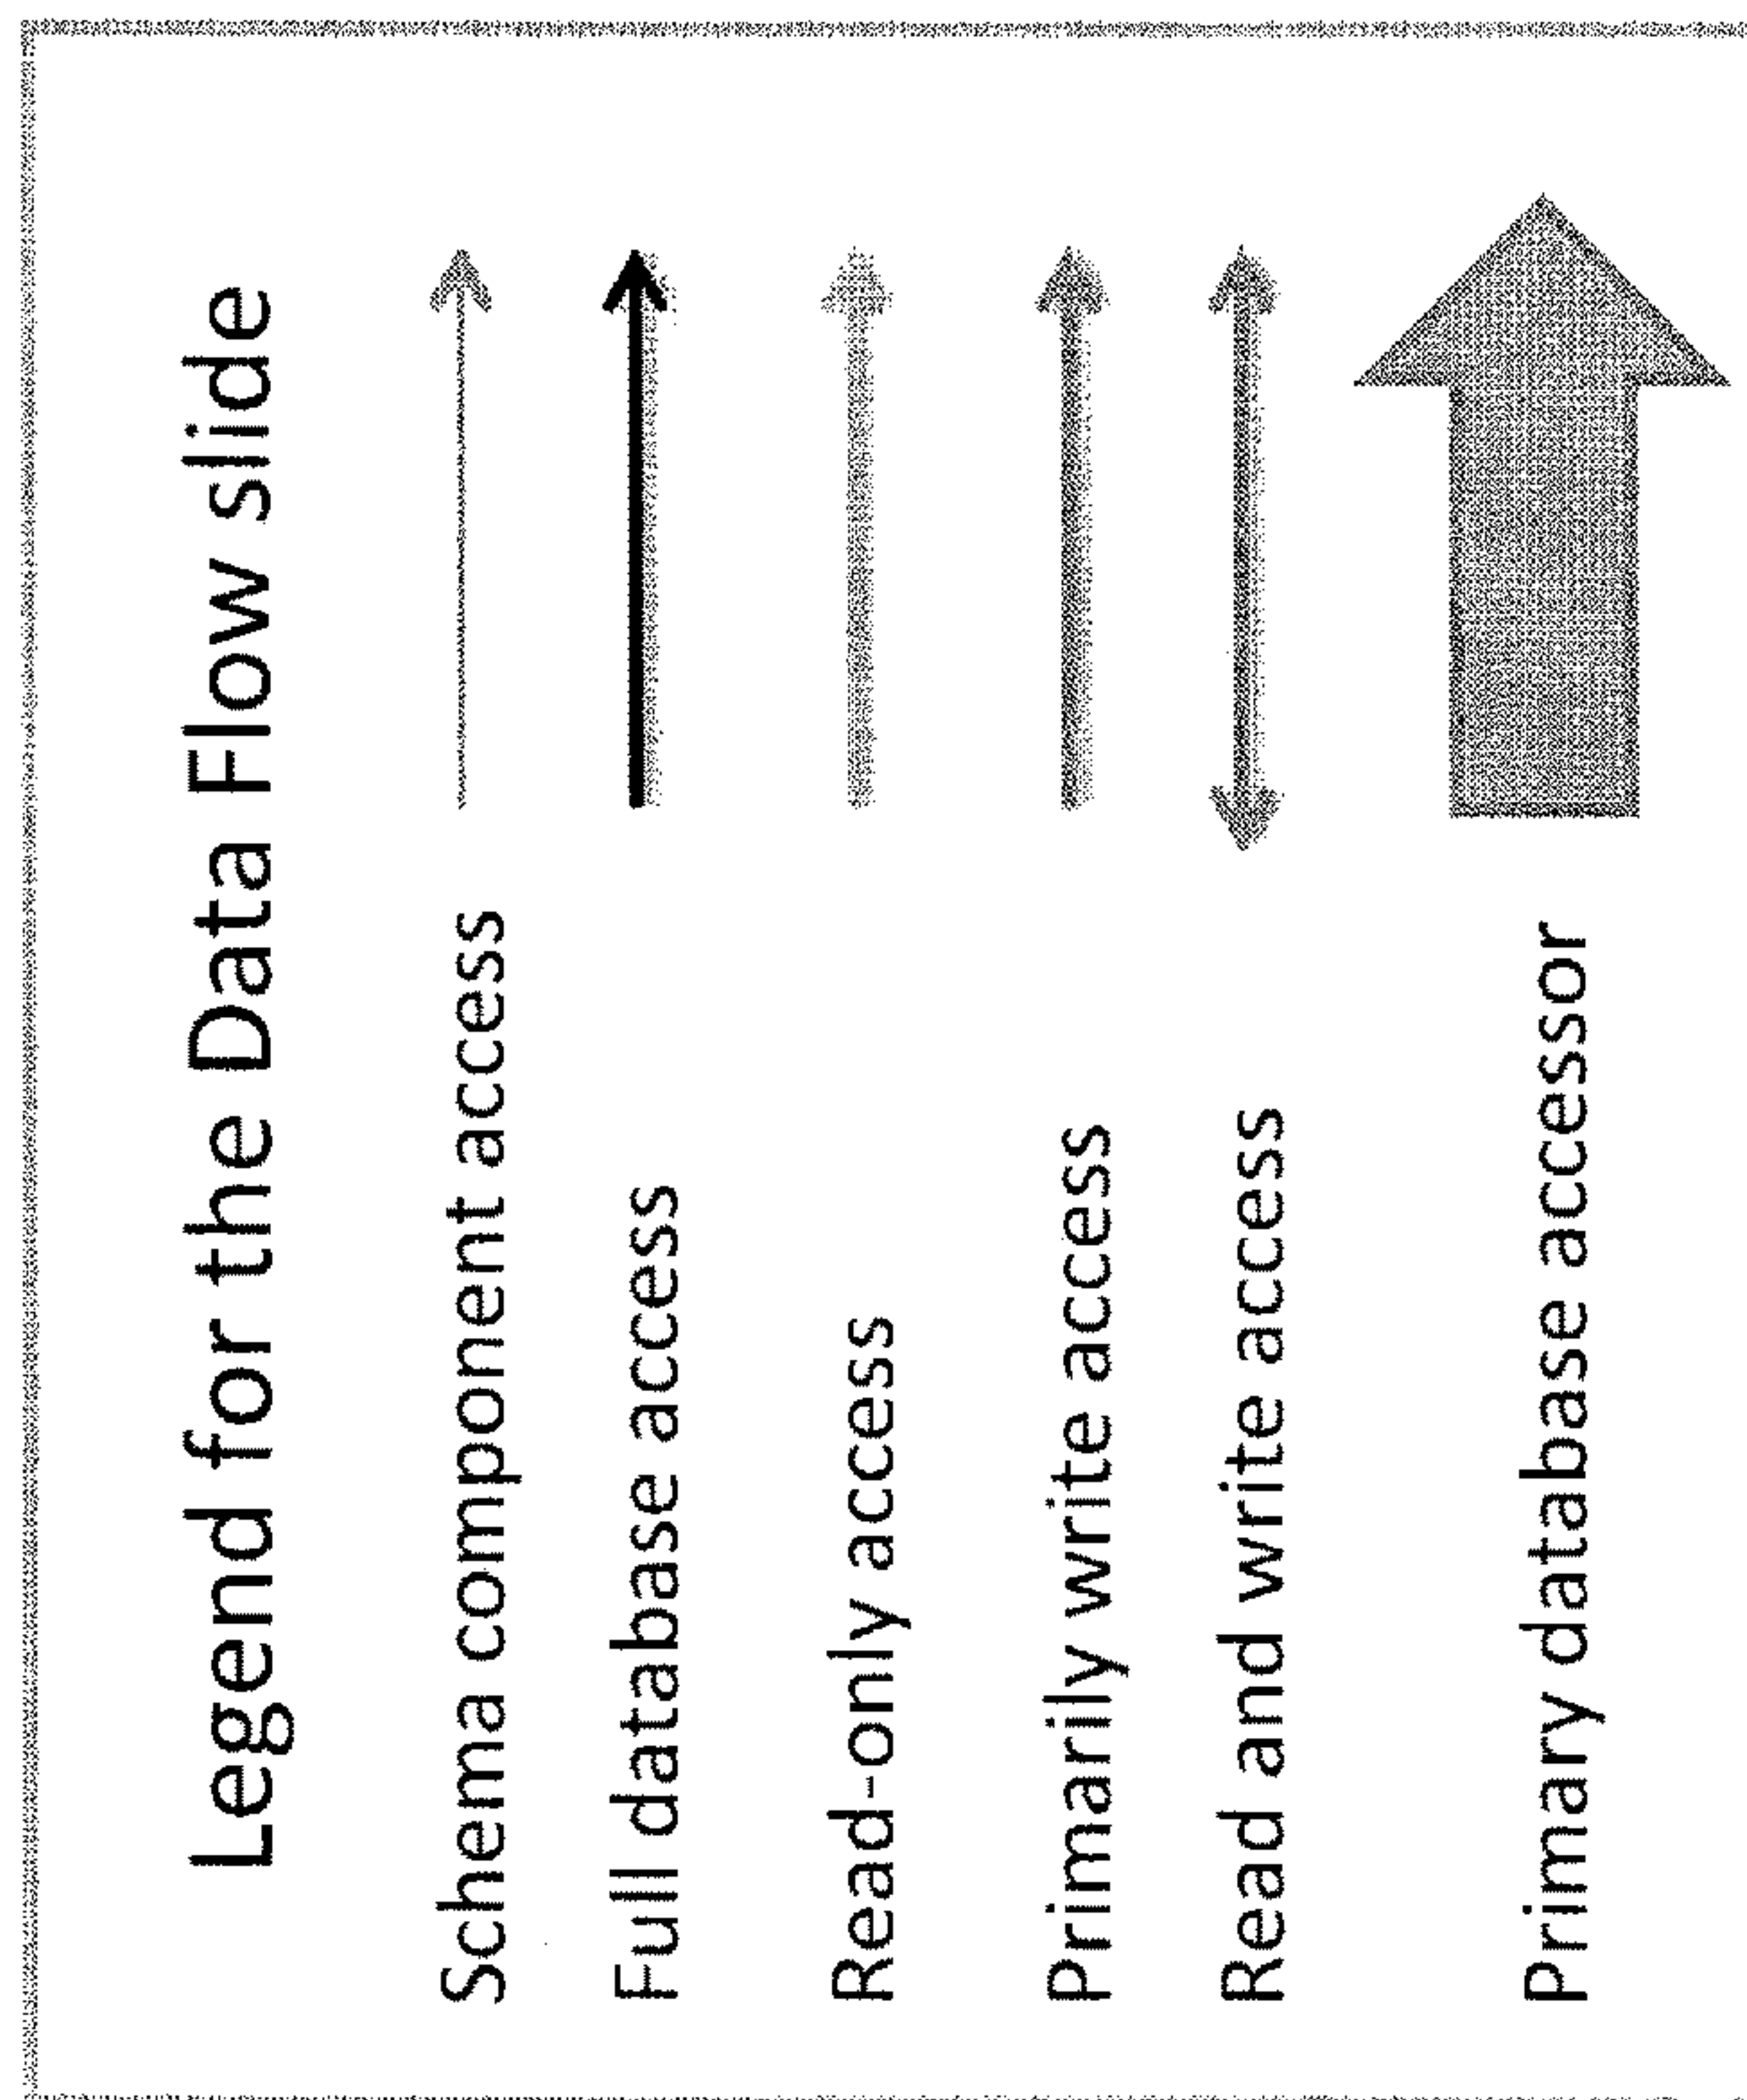 Legend for the Data Flow slide
Schema component access
Full database access
Read-only access
Primarily write access
Read and write access
Primary database accessor